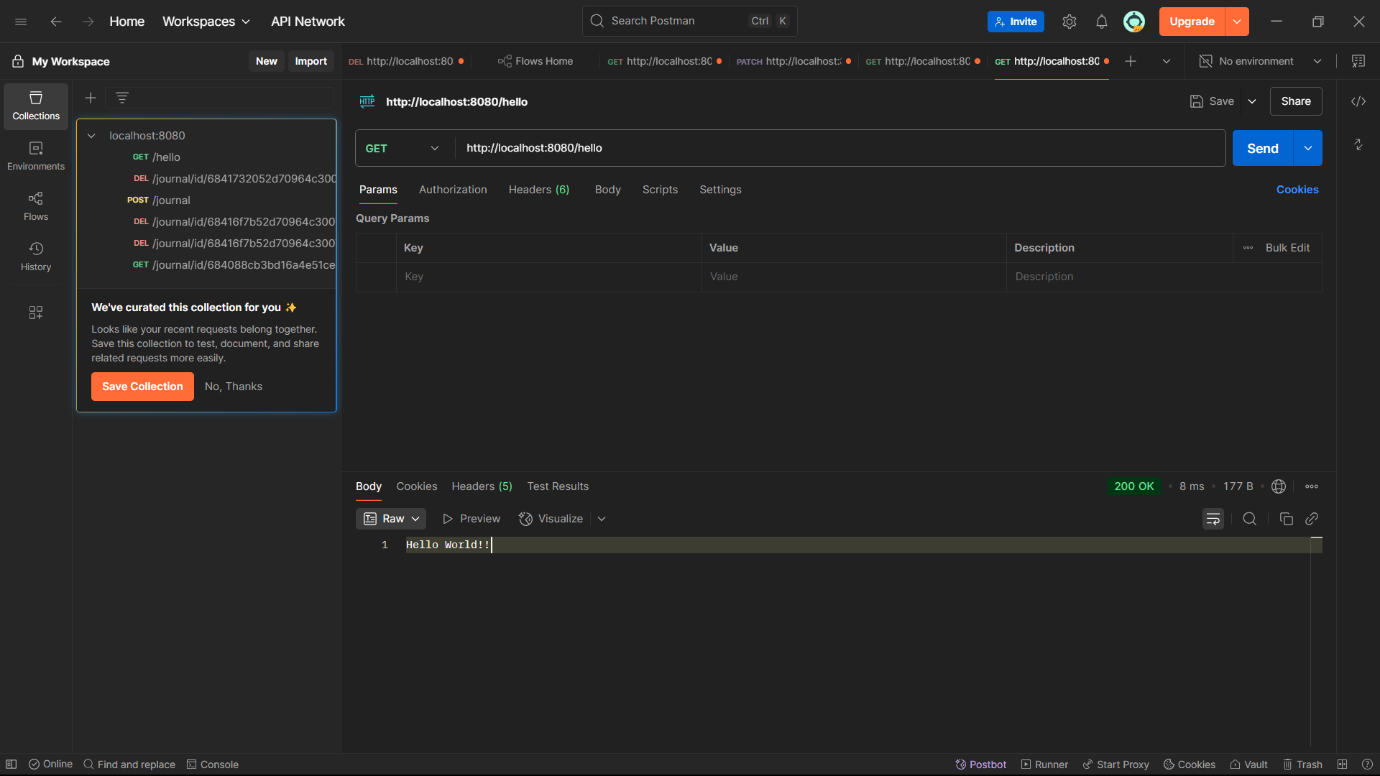 Home Workspaces API Network Search Postman Ctrl K Invite Upgrade
My Workspace New Import DEL http://localhost:80 Flows Home GET http://localhost:80 PATCH http://localhost: GET http://localhost:80 GET http://localhost:80 No environment
Collections
Environments
Flows
History
localhost:8080
GET /hello
DEL /journal/id/6841732052d70964c300
POST /journal
DEL /journal/id/68416f7b52d70964c300
DEL /journal/id/68416f7b52d70964c300
GET /journal/id/684088cb3bd16a4e51ce
We've curated this collection for you ✨
Looks like your recent requests belong together.
Save this collection to test, document, and share
related requests more easily.
Save Collection No, Thanks
HTTP http://localhost:8080/hello Save Share
GET http://localhost:8080/hello Send
Params Authorization Headers (6) Body Scripts Settings Cookies
Query Params
Key Value Description Bulk Edit
Key Value Description
Body Cookies Headers (5) Test Results 200 OK 8 ms 177 B
Raw Preview Visualize
1 Hello World!!
Online Find and replace Console Postbot Runner Start Proxy Cookies Vault Trash